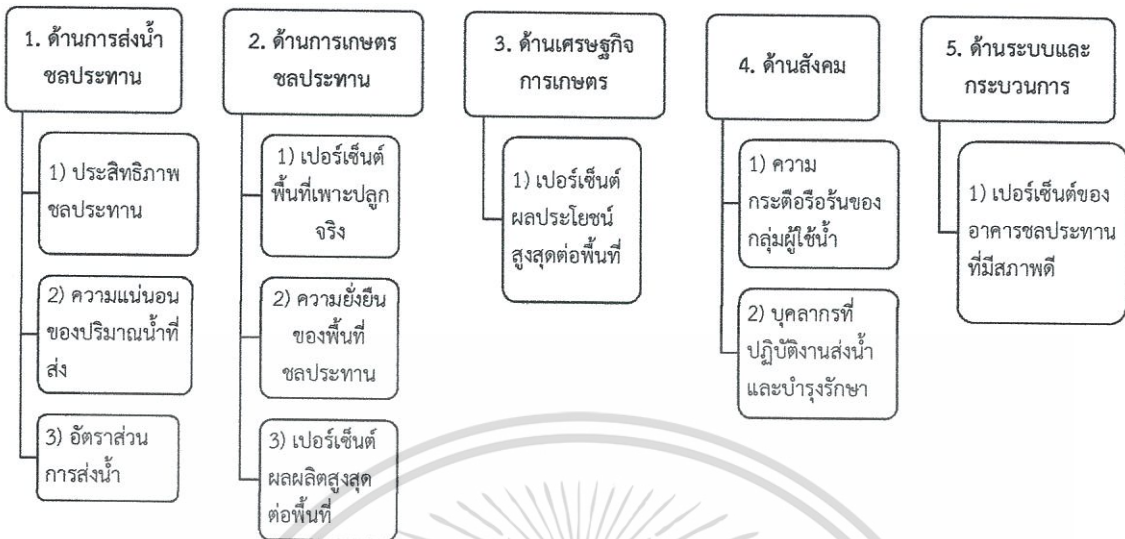 1. ด้านการส่งน้ำ
ชลประทาน
1) ประสิทธิภาพ
ชลประทาน
2) ความแน่นอน
ของปริมาณน้ำที่
ส่ง
3) อัตราส่วน
การส่งน้ำ
2. ด้านการเกษตร
ชลประทาน
1) เปอร์เซ็นต์
พื้นที่เพาะปลูก
จริง
2) ความยั่งยืน
ของพื้นที่
ชลประทาน
3) เปอร์เซ็นต์
ผลผลิตสูงสุด
ต่อพื้นที่
3. ด้านเศรษฐกิจ
การเกษตร
1) เปอร์เซ็นต์
ผลประโยชน์
สูงสุดต่อพื้นที่
4. ด้านสังคม
1) ความ
กระตือรือร้นของ
กลุ่มผู้ใช้น้ำ
2) บุคลากรที่
ปฏิบัติงานส่งน้ำ
และบำรุงรักษา
5. ด้านระบบและ
กระบวนการ
1) เปอร์เซ็นต์ของ
อาคารชลประทาน
ที่มีสภาพดี